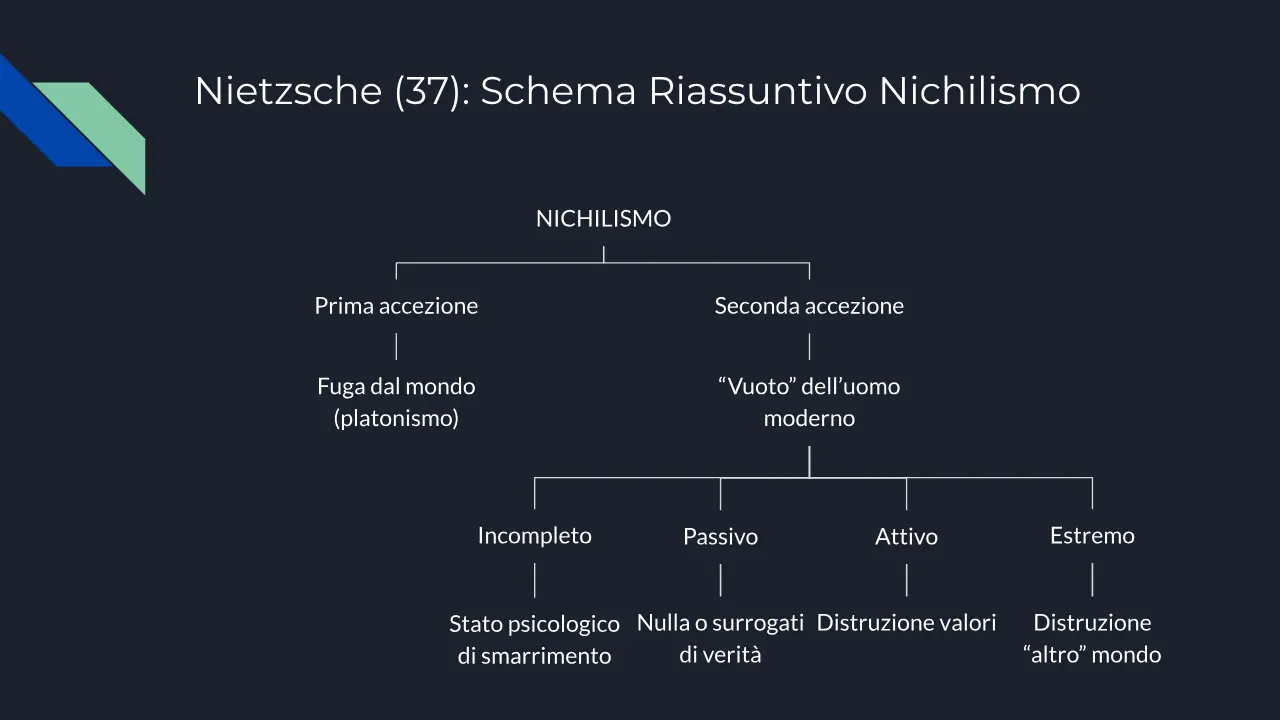 Nietzsche (37): Schema Riassuntivo Nichilismo
NICHILISMO
Prima accezione
Seconda accezione
Fuga dal mondo
(platonismo)
“Vuoto” dell’uomo
moderno
Incompleto
Passivo
Attivo
Estremo
Stato psicologico
di smarrimento
Nulla o surrogati
di verità
Distruzione valori
Distruzione
“altro” mondo